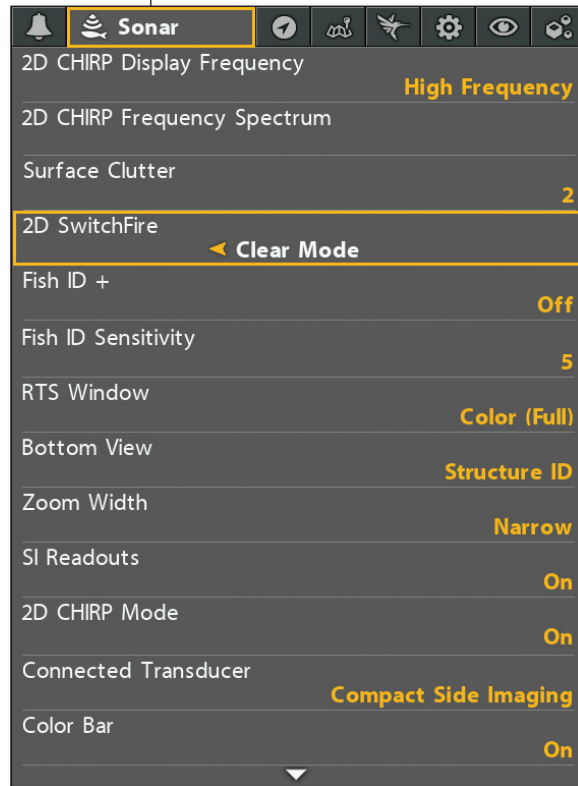 Sonar
2D CHIRP Display Frequency
High Frequency
2D CHIRP Frequency Spectrum
Surface Clutter
2
2D SwitchFire
Clear Mode
Fish ID +
Off
Fish ID Sensitivity
5
RTS Window
Color (Full)
Bottom View
Structure ID
Zoom Width
Narrow
SI Readouts
On
2D CHIRP Mode
On
Connected Transducer
Compact Side Imaging
Color Bar
On